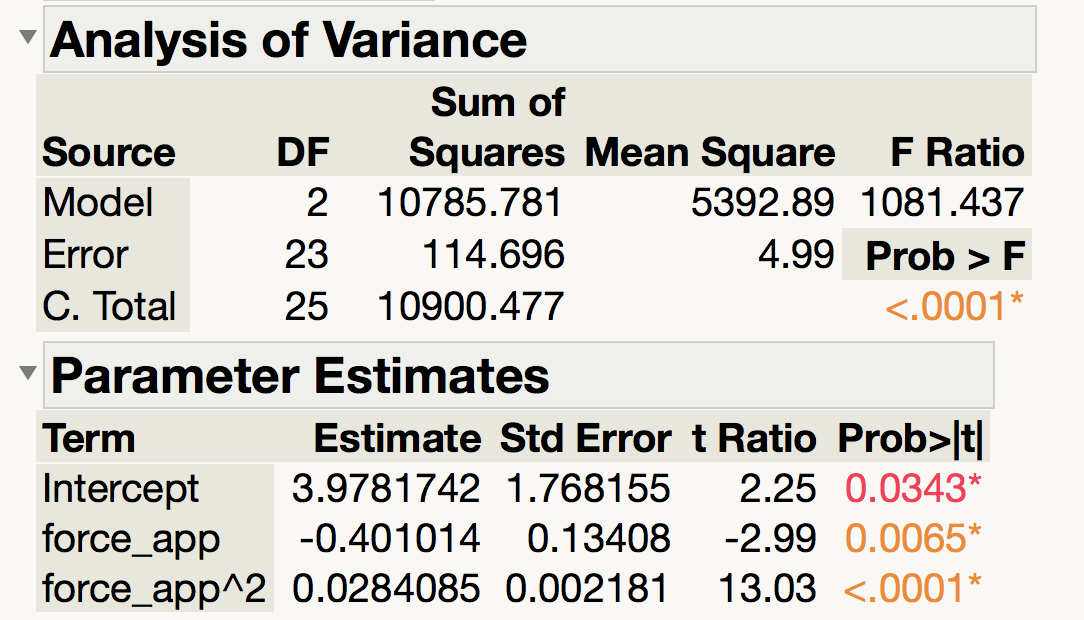 Analysis of Variance
Sum of
Source DF Squares Mean Square F Ratio
Model 2 10785.781 5392.89 1081.437
Error 23 114.696 4.99 Prob > F
C. Total 25 10900.477 <.0001*
Parameter Estimates
Term Estimate Std Error t Ratio Prob>|t|
Intercept 3.9781742 1.768155 2.25 0.0343*
force_app -0.401014 0.13408 -2.99 0.0065*
force_app^2 0.0284085 0.002181 13.03 <.0001*